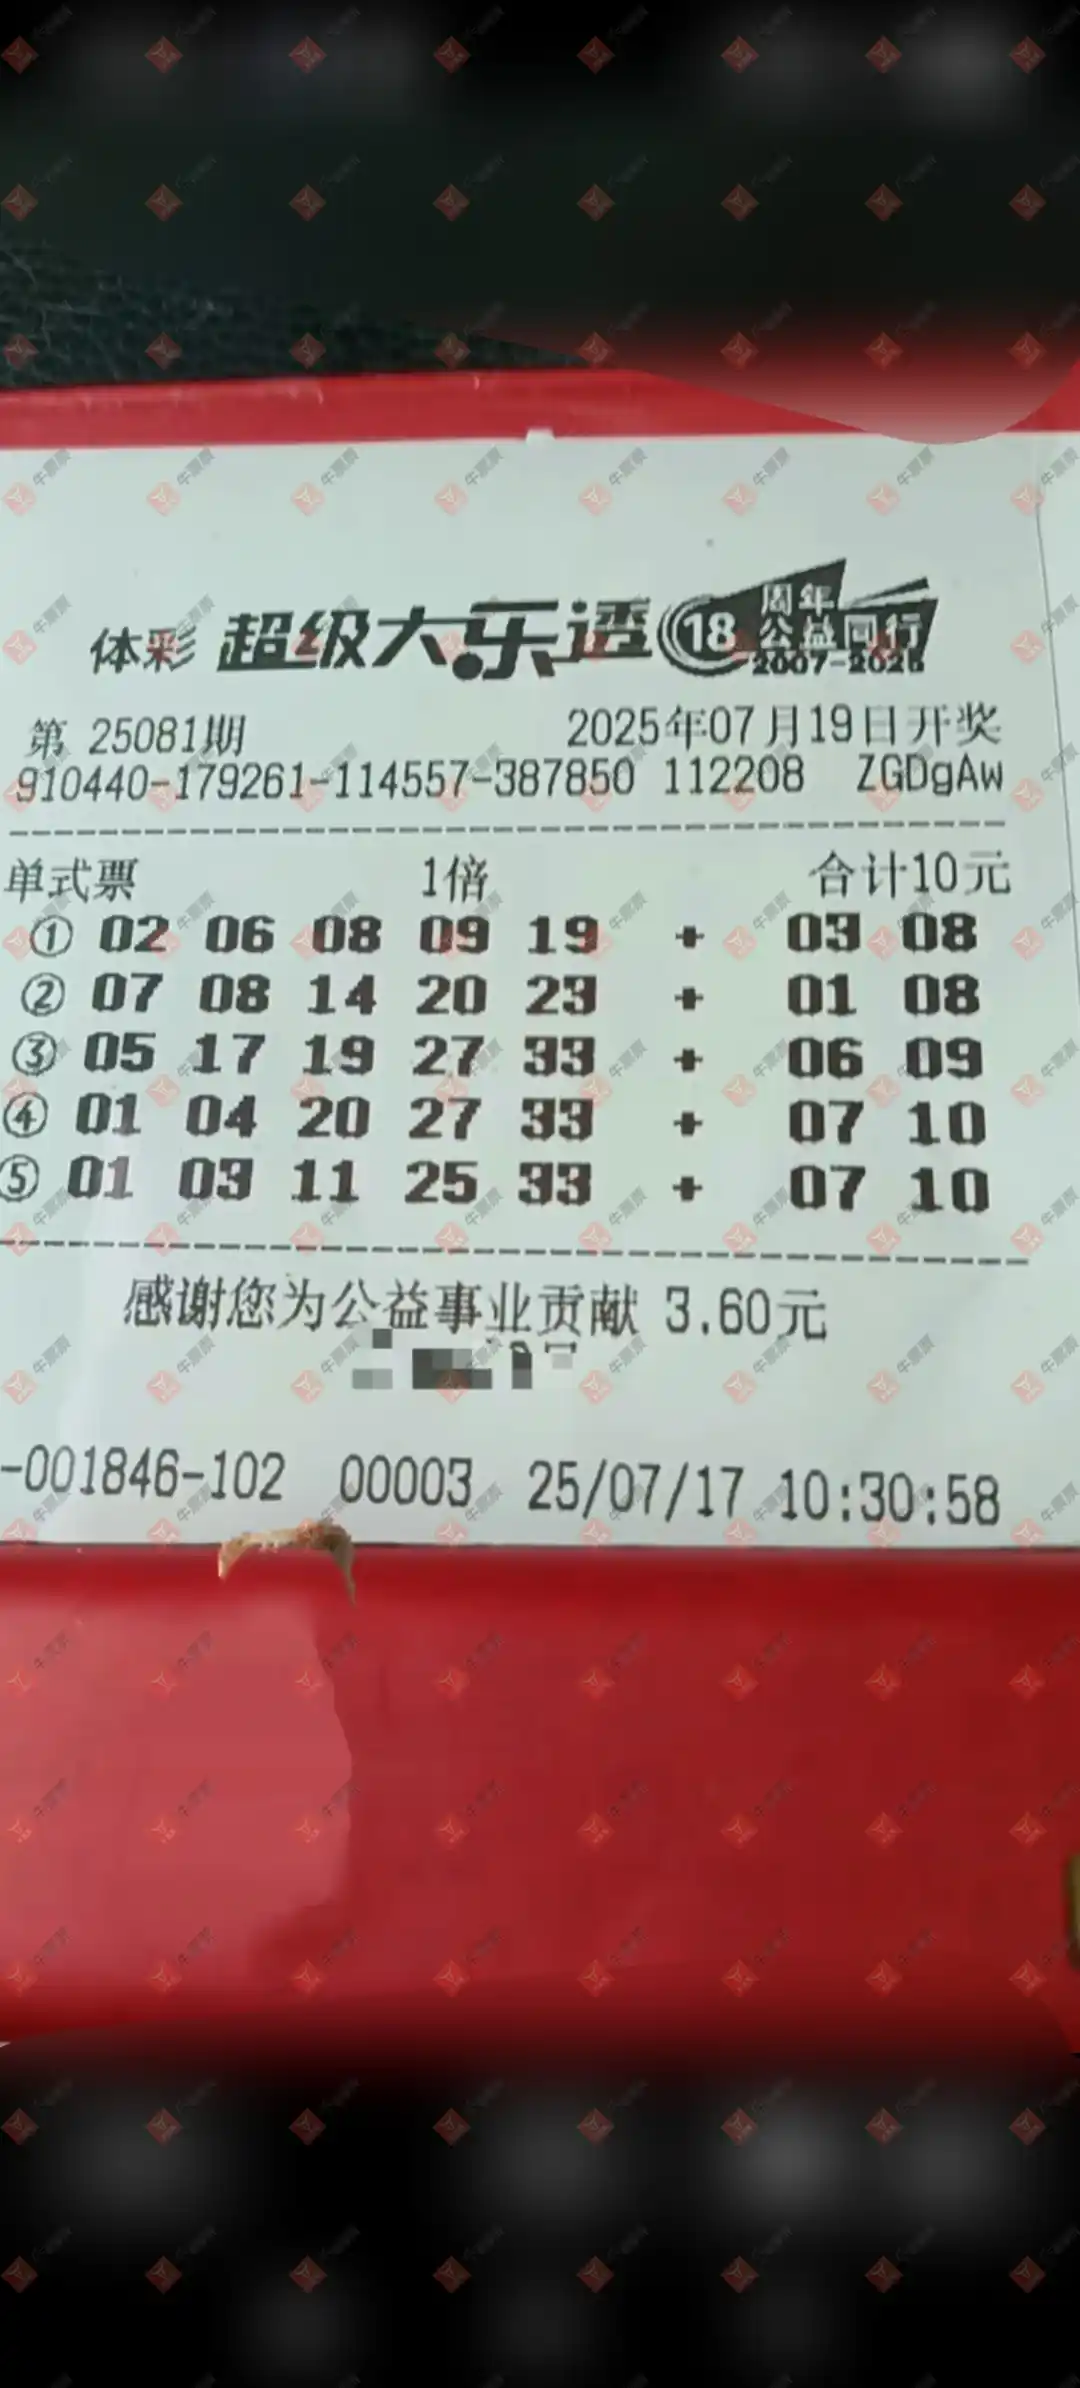 体彩 超级大乐透 18周年 公益同行 2007-2025
第 25081期 2025年07月19日开奖
910440-179261-114557-387850 112208 ZGDgAw
单式票 1倍 合计10元
① 02 06 08 09 19 + 03 08
② 07 08 14 20 23 + 01 08
③ 05 17 19 27 33 + 06 09
④ 01 04 20 27 33 + 07 10
⑤ 01 03 11 25 33 + 07 10
感谢您为公益事业贡献 3.60元
-001846-102 00003 25/07/17 10:30:58
牛票票